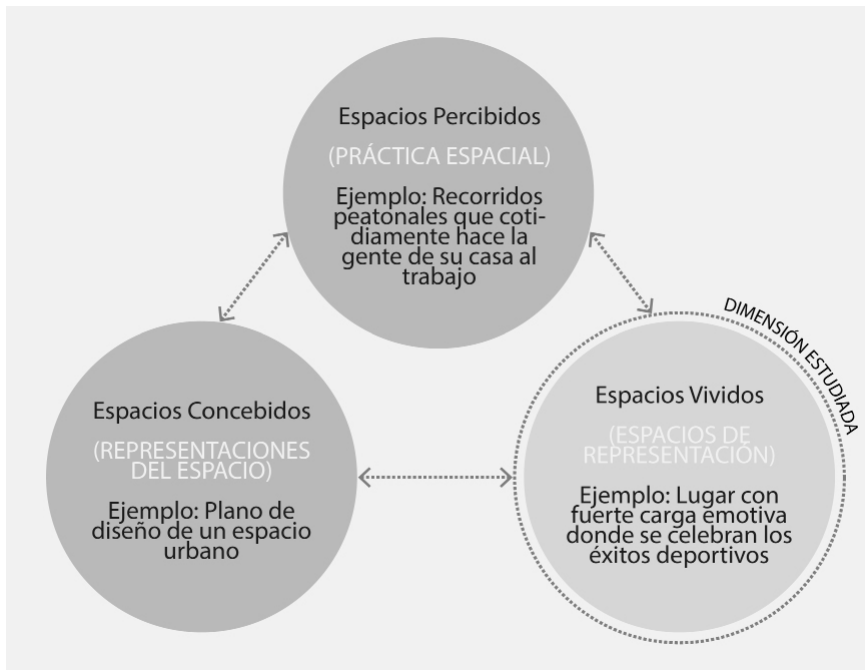 Espacios Percibidos
(PRÁCTICA ESPACIAL)
Ejemplo: Recorridos
peatonales que coti-
diamente hace la
gente de su casa al
trabajo
DIMENSIÓN ESTUDIADA
Espacios Concebidos
(REPRESENTACIONES
DEL ESPACIO)
Ejemplo: Plano de
diseño de un espacio
urbano
Espacios Vividos
(ESPACIOS DE
REPRESENTACIÓN)
Ejemplo: Lugar con
fuerte carga emotiva
donde se celebran los
éxitos deportivos